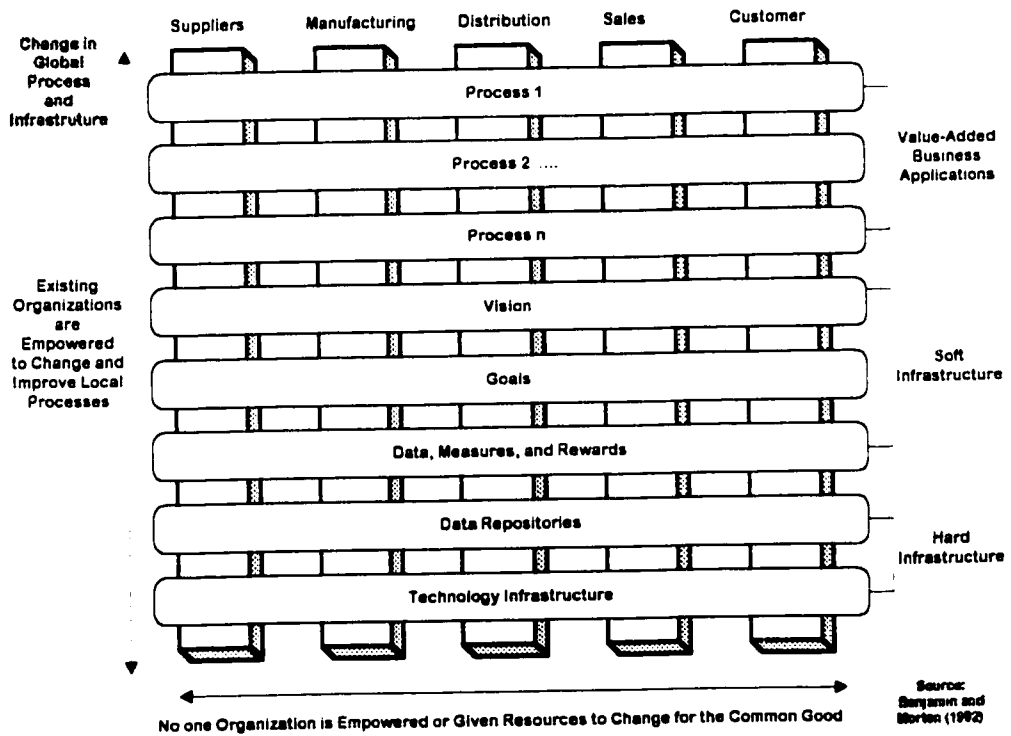 Suppliers
Manufacturing
Distribution
Sales
Customer
Change in
Global
Process
and
Infrastruture
Process 1
Process 2 ....
Value-Added
Business
Applications
Process n
Existing
Organizations
are
Empowered
to Change and
Improve Local
Processes
Vision
Goals
Soft
Infrastructure
Data, Measures, and Rewards
Data Repositories
Hard
Infrastructure
Technology Infrastructure
No one Organization is Empowered or Given Resources to Change for the Common Good
Source:
Benjamin and
Morton (1992)